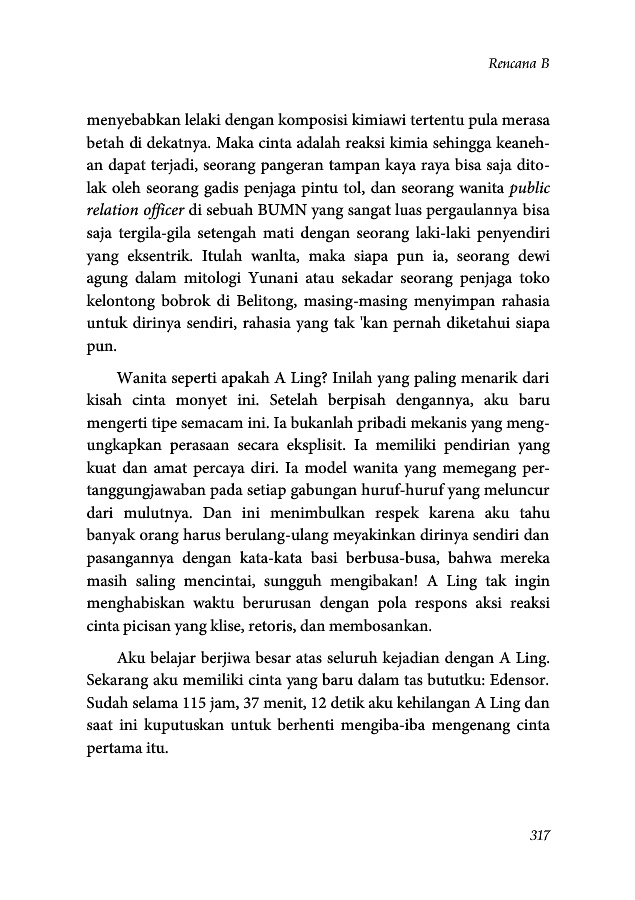 Rencana B
menyebabkan lelaki dengan komposisi kimiawi tertentu pula merasa
betah di dekatnya. Maka cinta adalah reaksi kimia sehingga keaneh-
an dapat terjadi, seorang pangeran tampan kaya raya bisa saja dito-
lak oleh seorang gadis penjaga pintu tol, dan seorang wanita public
relation officer di sebuah BUMN yang sangat luas pergaulannya bisa
saja tergila-gila setengah mati dengan seorang laki-laki penyendiri
yang eksentrik. Itulah wanlta, maka siapa pun ia, seorang dewi
agung dalam mitologi Yunani atau sekadar seorang penjaga toko
kelontong bobrok di Belitong, masing-masing menyimpan rahasia
untuk dirinya sendiri, rahasia yang tak 'kan pernah diketahui siapa
pun.
Wanita seperti apakah A Ling? Inilah yang paling menarik dari
kisah cinta monyet ini. Setelah berpisah dengannya, aku baru
mengerti tipe semacam ini. Ia bukanlah pribadi mekanis yang meng-
ungkapkan perasaan secara eksplisit. Ia memiliki pendirian yang
kuat dan amat percaya diri. Ia model wanita yang memegang per-
tanggungjawaban pada setiap gabungan huruf-huruf yang meluncur
dari mulutnya. Dan ini menimbulkan respek karena aku tahu
banyak orang harus berulang-ulang meyakinkan dirinya sendiri dan
pasangannya dengan kata-kata basi berbusa-busa, bahwa mereka
masih saling mencintai, sungguh mengibakan! A Ling tak ingin
menghabiskan waktu berurusan dengan pola respons aksi reaksi
cinta picisan yang klise, retoris, dan membosankan.
Aku belajar berjiwa besar atas seluruh kejadian dengan A Ling.
Sekarang aku memiliki cinta yang baru dalam tas bututku: Edensor.
Sudah selama 115 jam, 37 menit, 12 detik aku kehilangan A Ling dan
saat ini kuputuskan untuk berhenti mengiba-iba mengenang cinta
pertama itu.
317